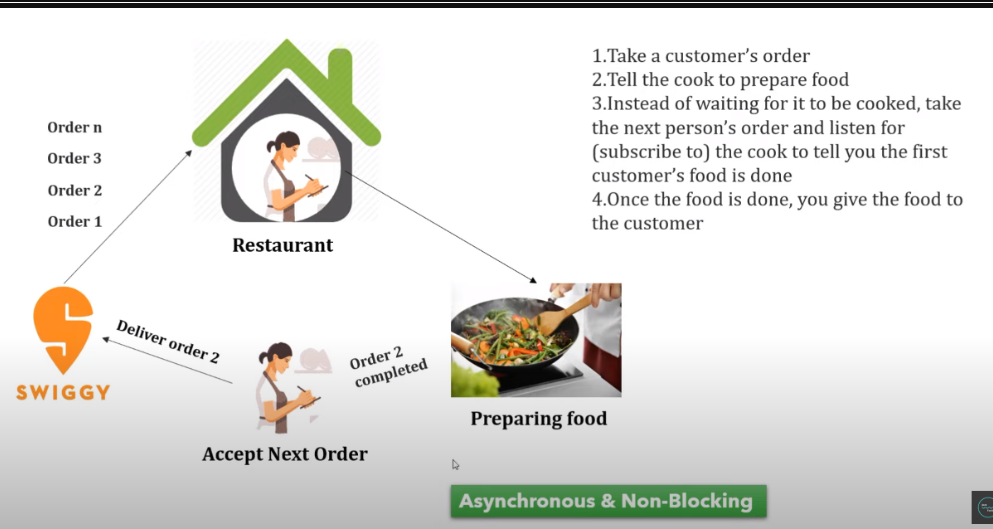 1.Take a customer's order
2.Tell the cook to prepare food
3.Instead of waiting for it to be cooked, take
the next person's order and listen for
(subscribe to) the cook to tell you the first
customer's food is done
4.Once the food is done, you give the food to
the customer
Order n
Order 3
Order 2
Order 1
Restaurant
SWIGGY
Deliver order 2
Order 2
completed
Accept Next Order
Preparing food
Asynchronous & Non-Blocking